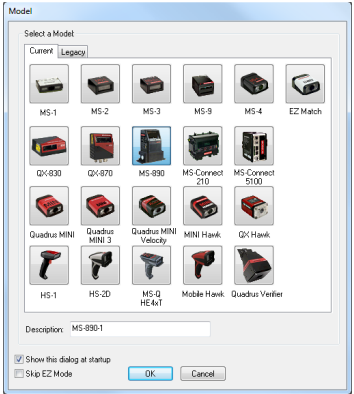 Model
Select a Model:
Current Legacy
MS-1 MS-2 MS-3 MS-9 MS-4 EZ Match
QX-830 QX-870 MS-890 MS-Connect 210 MS-Connect 5100
Quadrus MINI Quadrus MINI 3 Quadrus MINI Velocity MINI Hawk QX Hawk
HS-1 HS-2D MS-Q HE4xT Mobile Hawk Quadrus Verifier
Description: MS-890-1
Show this dialog at startup
Skip EZ Mode OK Cancel